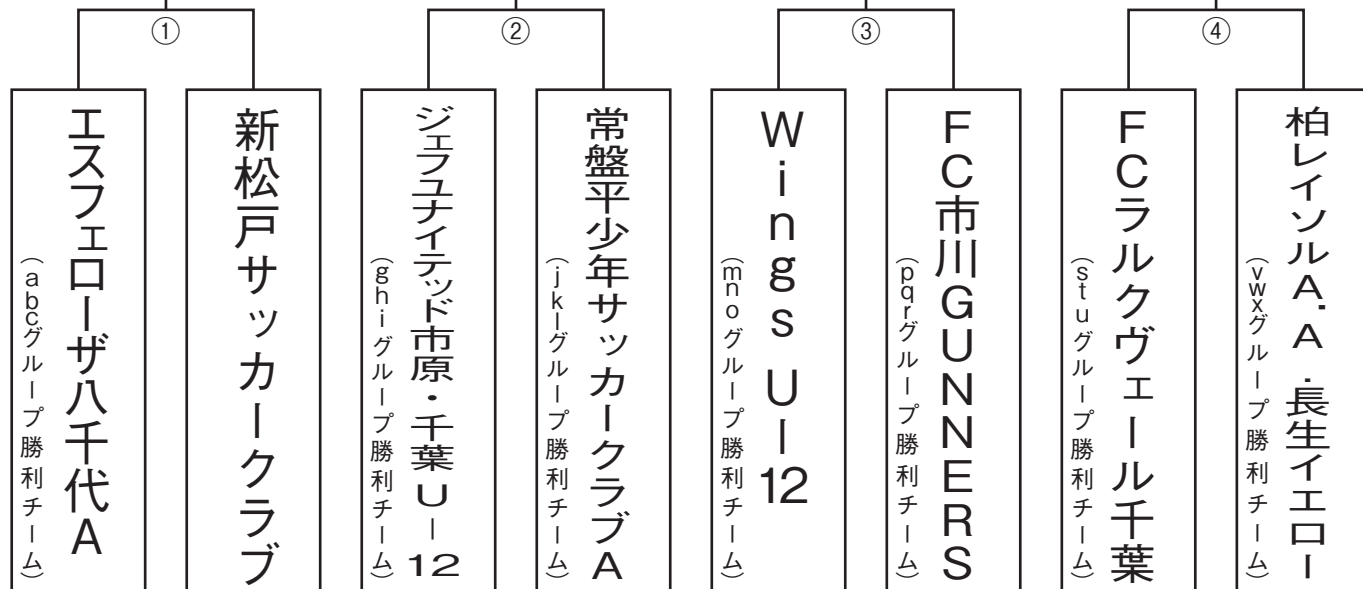 ①
②
③
④
エスフェローザ八千代A
(abcグループ勝利チーム)
新松戸サッカークラブ
ジェフユナイテッド市原・千葉U－12
(ghiグループ勝利チーム)
常盤平少年サッカークラブA
(jklグループ勝利チーム)
Wings U－12
(mnoグループ勝利チーム)
FC市川GUNNERS
(pqrグループ勝利チーム)
FCラルクヴェール千葉
(stuグループ勝利チーム)
柏レイソルA.A.長生イエロー
(vwxグループ勝利チーム)